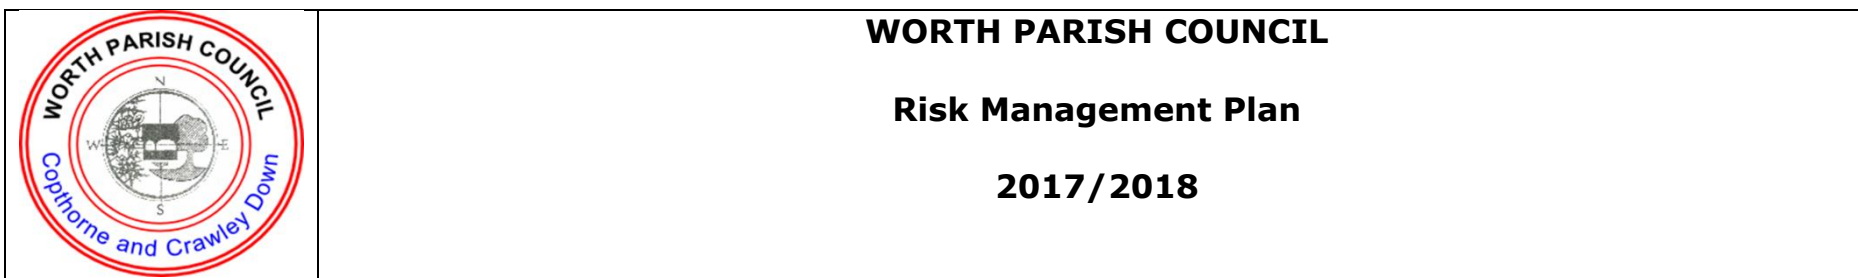 WORTH PARISH COUNCIL
N
W
E
S
Copthorne and Crawley Down
WORTH PARISH COUNCIL
Risk Management Plan
2017/2018